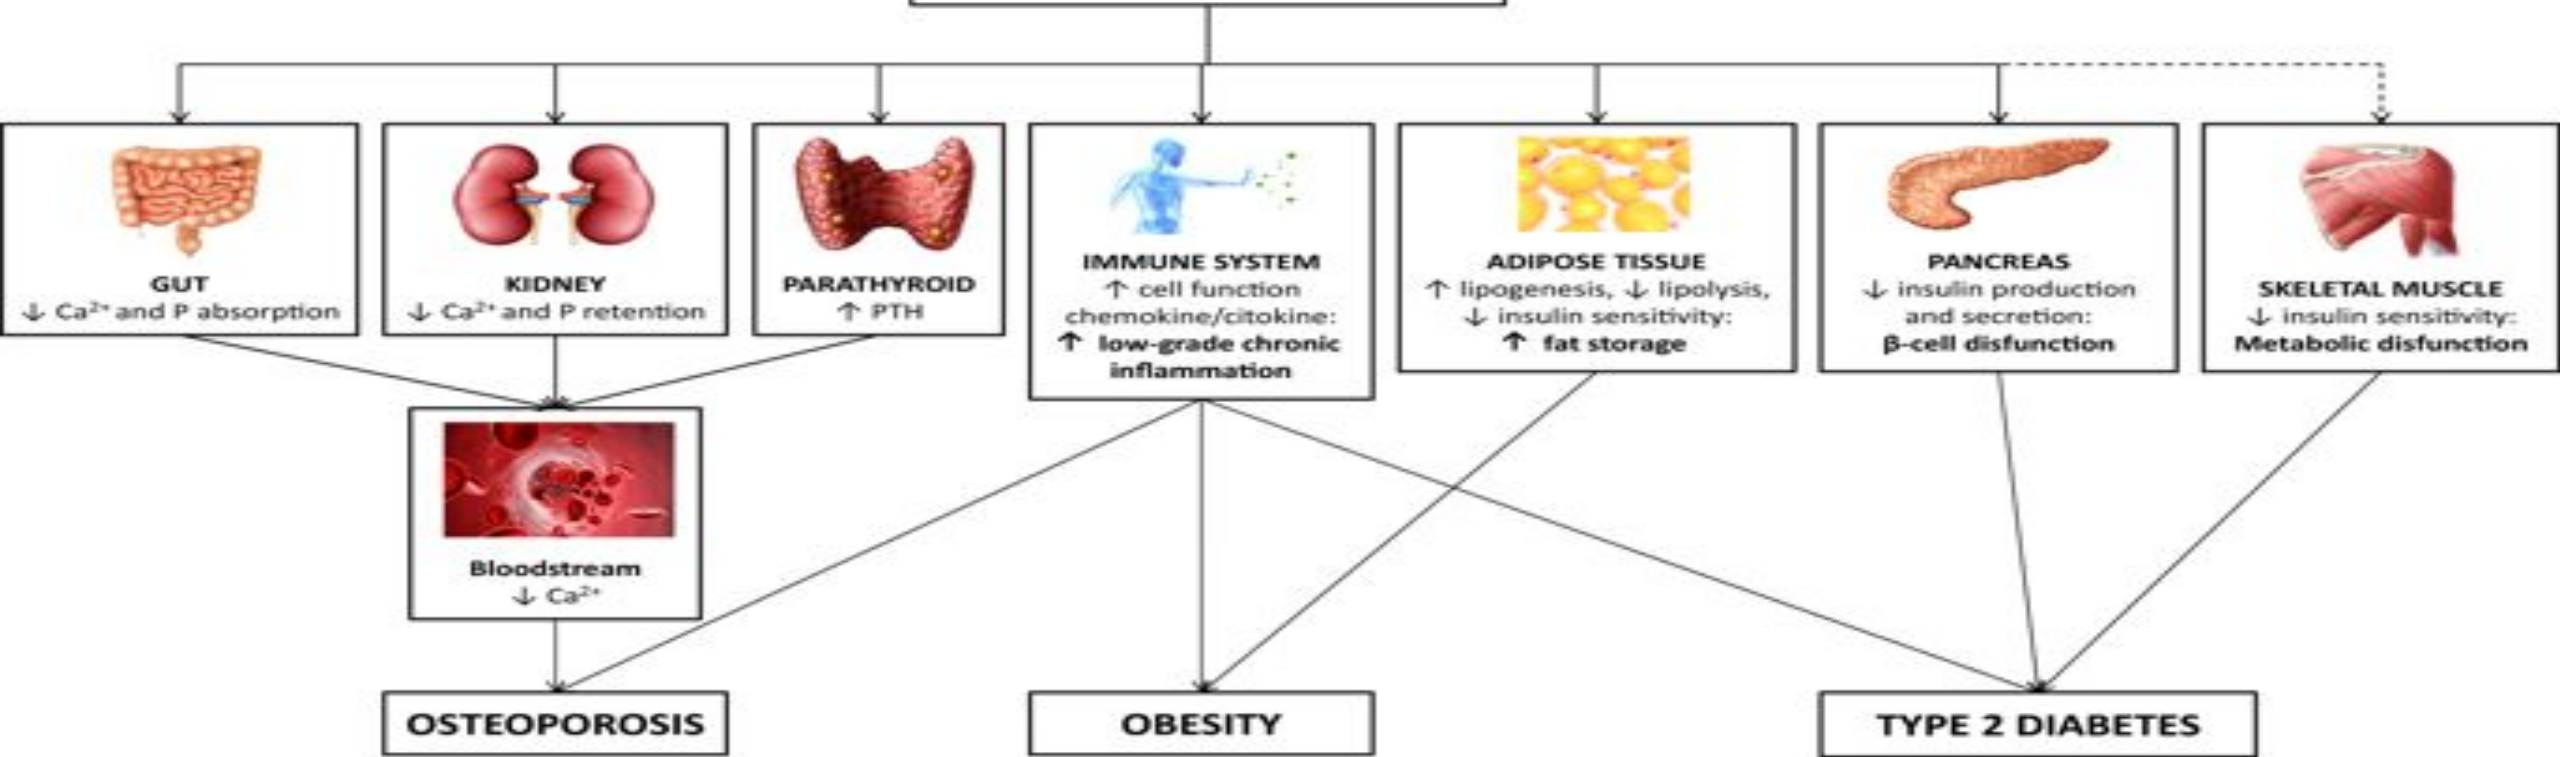 GUT
↓ Ca²⁺ and P absorption
KIDNEY
↓ Ca²⁺ and P retention
PARATHYROID
↑ PTH
IMMUNE SYSTEM
↑ cell function
chemokine/citokine:
↑ low-grade chronic
inflammation
ADIPOSE TISSUE
↑ lipogenesis, ↓ lipolysis,
↓ insulin sensitivity:
↑ fat storage
PANCREAS
↓ insulin production
and secretion:
β-cell disfunction
SKELETAL MUSCLE
↓ insulin sensitivity:
Metabolic disfunction
Bloodstream
↓ Ca²⁺
OSTEOPOROSIS
OBESITY
TYPE 2 DIABETES